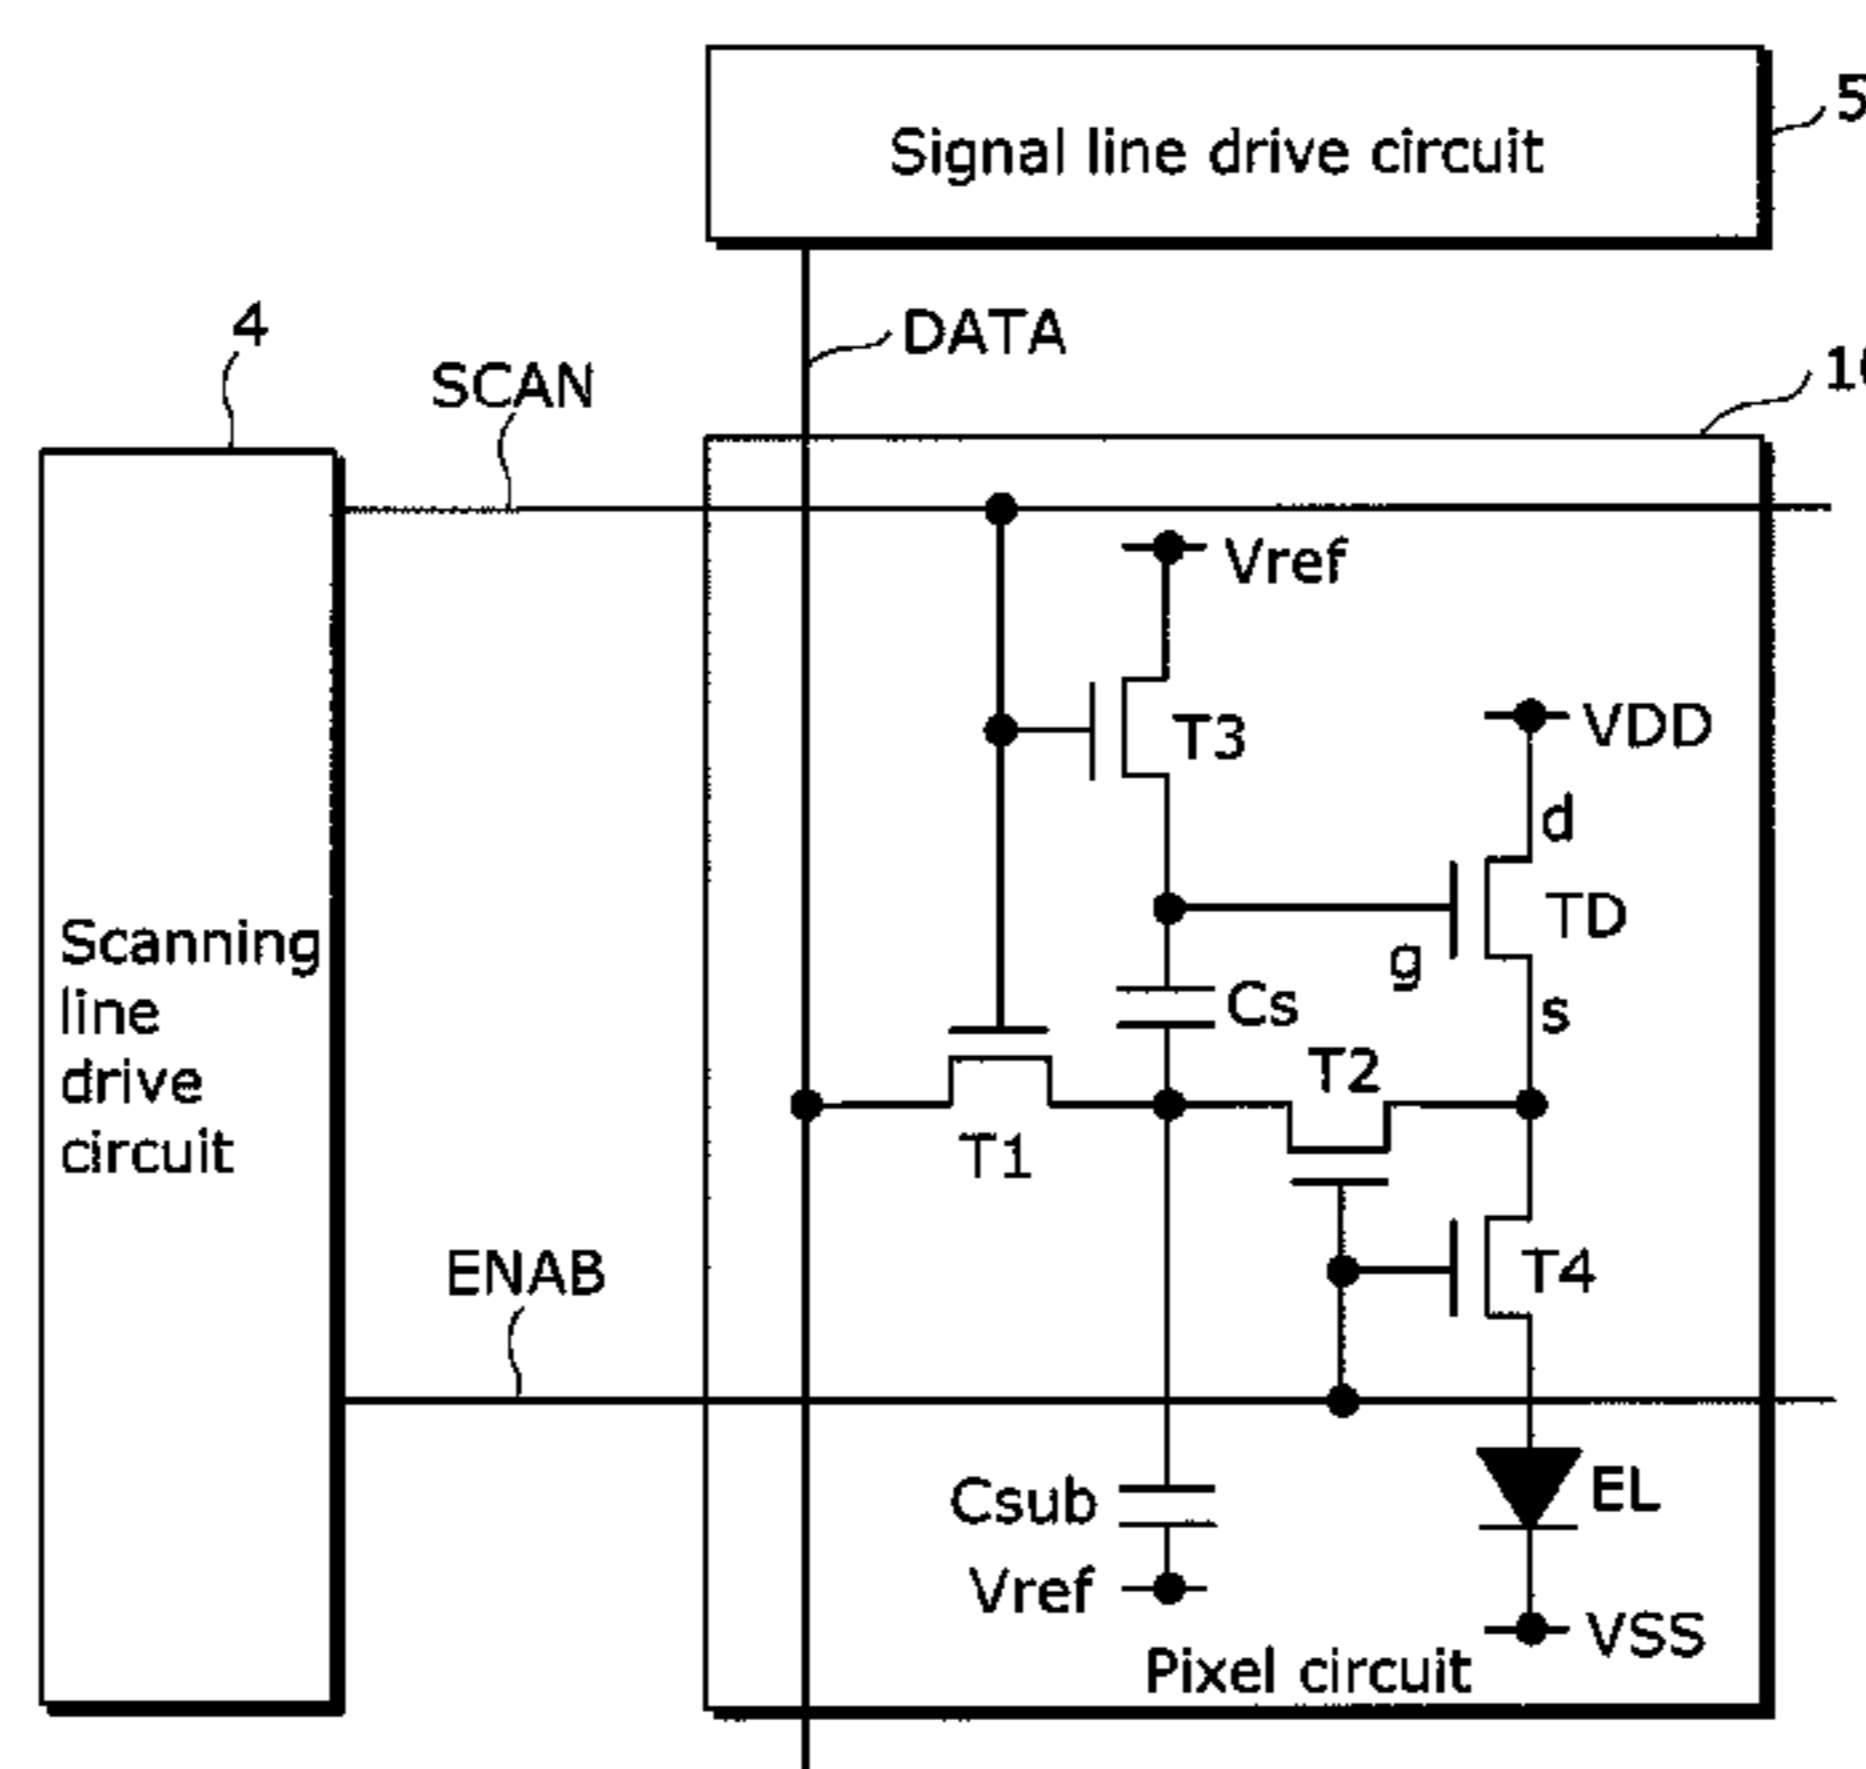 Signal line drive circuit
5
4
SCAN
DATA
Vref
T3
VDD
d
TD
g
s
Scanning
line
drive
circuit
Cs
T2
T1
ENAB
T4
Csub
EL
Vref
VSS
Pixel circuit